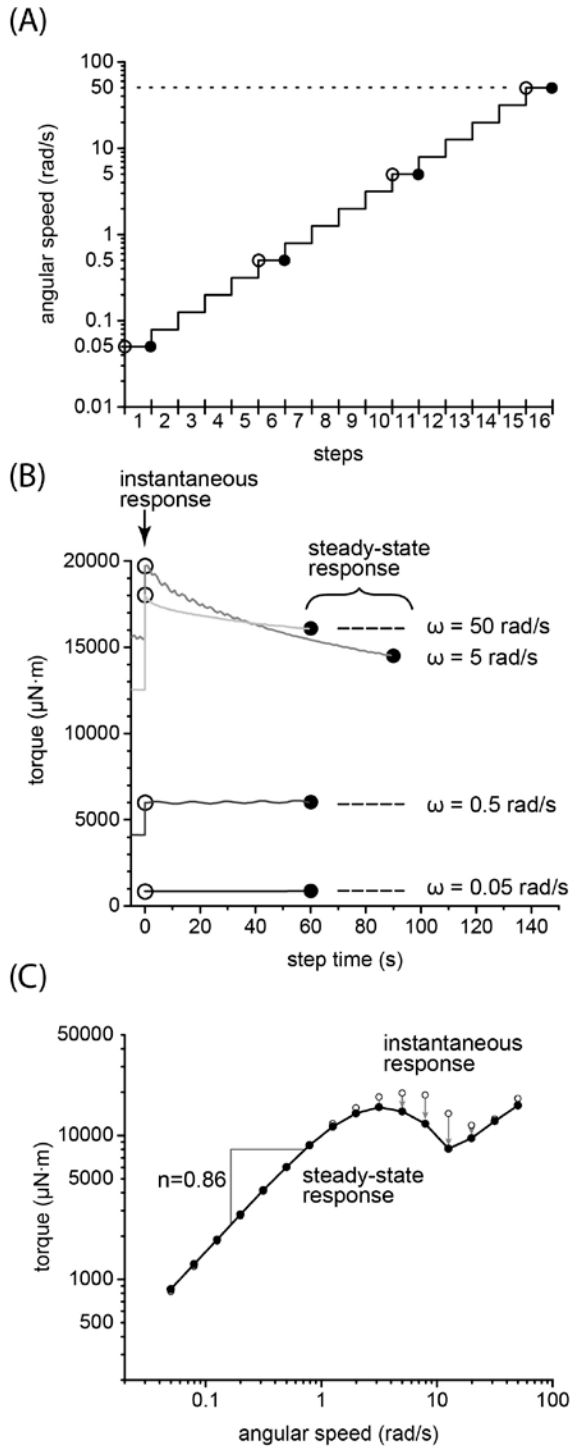 (A)
100
50
10
5
1
0.5
0.1
0.05
0.01
angular speed (rad/s)
1 2 3 4 5 6 7 8 9 10 11 12 13 14 15 16
steps
(B)
instantaneous
response
steady-state
response
20000
15000
10000
5000
0
torque (µN·m)
ω = 50 rad/s
ω = 5 rad/s
ω = 0.5 rad/s
ω = 0.05 rad/s
0 20 40 60 80 100 120 140
step time (s)
(C)
50000
10000
5000
1000
500
torque (µN·m)
instantaneous
response
n=0.86
steady-state
response
0.1 1 10 100
angular speed (rad/s)